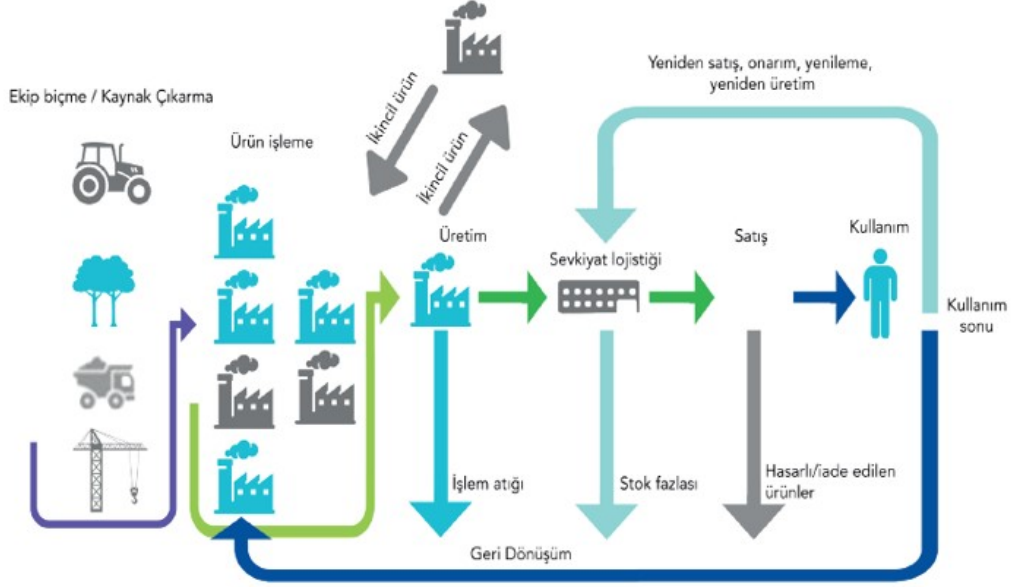 Yeniden satış, onarım, yenileme,
yeniden üretim
Ekip biçme / Kaynak Çıkarma
İkincil ürün
İkincil ürün
Ürün işleme
Üretim
Sevkiyat lojistiği
Satış
Kullanım
Kullanım
sonu
İşlem atığı
Stok fazlası
Hasarlı/iade edilen
ürünler
Geri Dönüşüm